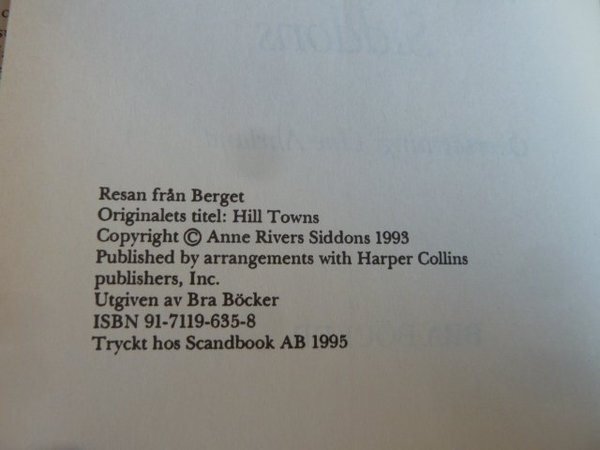 Resan från Berget
Originalets titel: Hill Towns
Copyright © Anne Rivers Siddons 1993
Published by arrangements with Harper Collins
publishers, Inc.
Utgiven av Bra Böcker
ISBN 91-7119-635-8
Tryckt hos Scandbook AB 1995